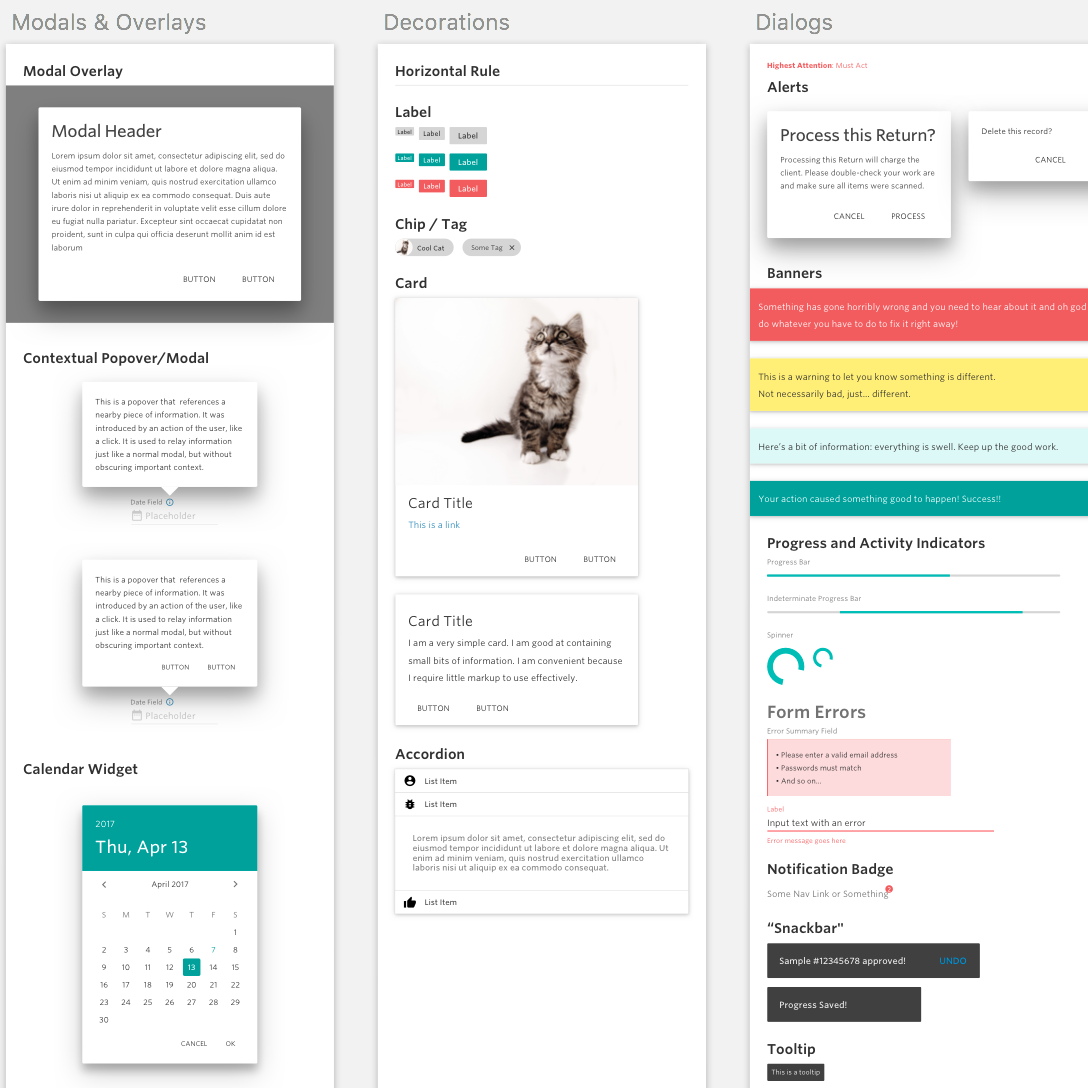 Modals & Overlays
Modal Overlay
Modal Header
Lorem ipsum dolor sit amet, consectetur adipiscing elit, sed do
eiusmod tempor incididunt ut labore et dolore magna aliqua.
Ut enim ad minim veniam, quis nostrud exercitation ullamco
laboris nisi ut aliquip ex ea commodo consequat. Duis aute
irure dolor in reprehenderit in voluptate velit esse cillum dolore
eu fugiat nulla pariatur. Excepteur sint occaecat cupidatat non
proident, sunt in culpa qui officia deserunt mollit anim id est
laborum
BUTTON BUTTON
Contextual Popover/Modal
This is a popover that references a
nearby piece of information. It was
introduced by an action of the user, like
a click. It is used to relay information
just like a normal modal, but without
obscuring important context.
Date Field
Placeholder
This is a popover that references a
nearby piece of information. It was
introduced by an action of the user, like
a click. It is used to relay information
just like a normal modal, but without
obscuring important context.
BUTTON BUTTON
Date Field
Placeholder
Calendar Widget
2017
Thu, Apr 13
April 2017
S M T W T F S
1
2 3 4 5 6 7 8
9 10 11 12 13 14 15
16 17 18 19 20 21 22
23 24 25 26 27 28 29
30
CANCEL OK
Decorations
Horizontal Rule
Label
Label Label Label
Label Label Label
Label Label Label
Chip / Tag
Cool Cat Some Tag
Card
Card Title
This is a link
BUTTON BUTTON
Card Title
I am a very simple card. I am good at containing
small bits of information. I am convenient because
I require little markup to use effectively.
BUTTON BUTTON
Accordion
List Item
List Item
Lorem ipsum dolor sit amet, consectetur adipiscing elit, sed do
eiusmod tempor incididunt ut labore et dolore magna aliqua. Ut
enim ad minim veniam, quis nostrud exercitation ullamco
laboris nisi ut aliquip ex ea commodo consequat.
List Item
Dialogs
Highest Attention: Must Act
Alerts
Process this Return?
Processing this Return will charge the
client. Please double-check your work are
and make sure all items were scanned.
CANCEL PROCESS
Delete this record?
CANCEL
Banners
Something has gone horribly wrong and you need to hear about it and oh god
do whatever you have to do to fix it right away!
This is a warning to let you know something is different.
Not necessarily bad, just... different.
Here's a bit of information: everything is swell. Keep up the good work.
Your action caused something good to happen! Success!!
Progress and Activity Indicators
Progress Bar
Indeterminate Progress Bar
Spinner
Form Errors
Error Summary Field
• Please enter a valid email address
• Passwords must match
• And so on...
Label
Input text with an error
Error message goes here
Notification Badge
Some Nav Link or Something
“Snackbar"
Sample #12345678 approved! UNDO
Progress Saved!
Tooltip
This is a tooltip